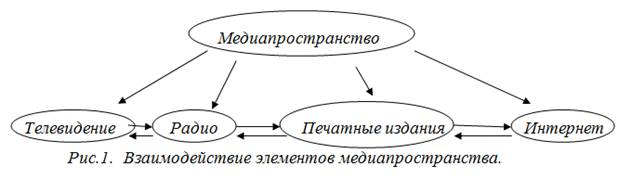 Медиапространство
Телевидение Радио Печатные издания Интернет
Рис.1. Взаимодействие элементов медиапространства.